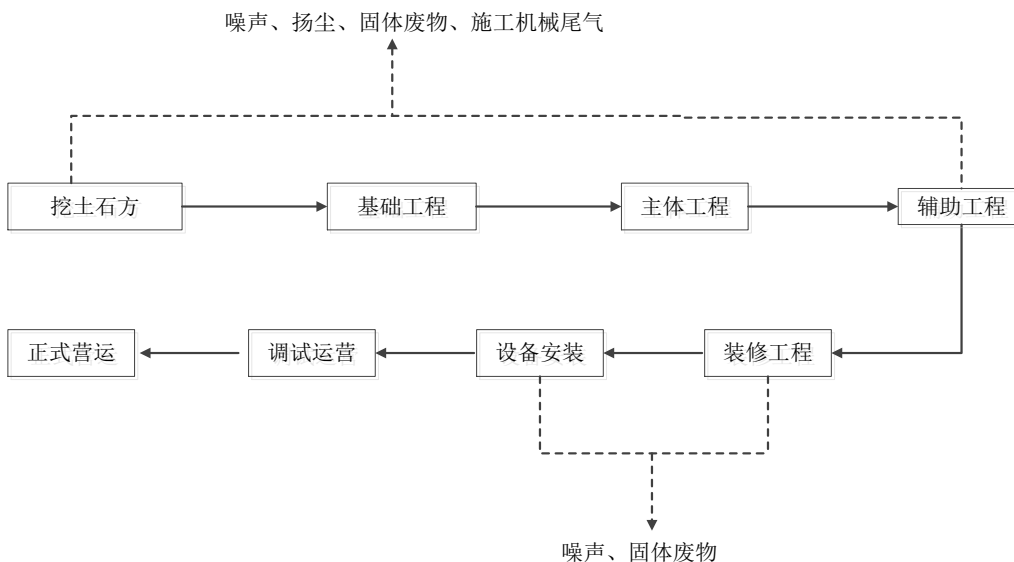 噪声、扬尘、固体废物、施工机械尾气
挖土石方
基础工程
主体工程
辅助工程
正式营运
调试运营
设备安装
装修工程
噪声、固体废物